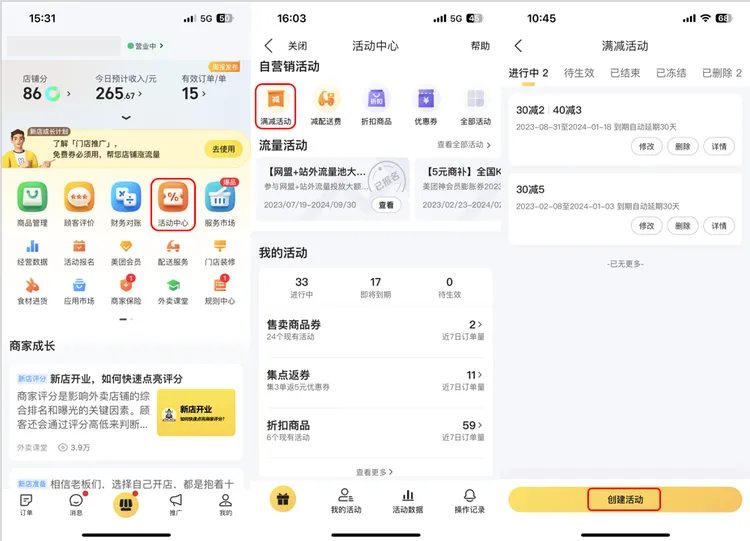 15:31
5G 50
营业中 >
周报发布
店铺分
86 >
今日预计收入/元
265.67 >
有效订单/单
15 >
新店成长计划
了解「门店推广」,
免费券必须用,帮您店铺涨流量
去使用
商品管理
顾客评价
财务对账
活动中心
爆品
服务市场
经营数据
活动报名
美团会员
配送服务
门店装修
食材进货
应用市场
1
商家保险
外卖课堂
1
规则中心
商家成长
新店评分 新店开业,如何快速点亮评分
商家评分是影响外卖店铺的综
合排名和曝光的关键因素。顾
客还会通过评分高低来判断...
新店开业
如何快速点亮商家评分?
外卖课堂 3.9万
新店准备 相信老板们,选择自己开店,都是抱着十
订单
消息
推广
我的
16:03
5G
关闭
活动中心
帮助
自营销活动
减
满减活动
减配送费
折扣
折扣商品
¥
优惠券
全部活动
流量活动
查看全部活动 >
【网盟+站外流量池大...
参与网盟+站外流量投放大额...
2023/07/19-2024/09/30
查看
已报名
【5元商补】全国K
美团神会员膨胀券2023
2023/02/23-2024/
我的活动
33
进行中
17
即将到期
0
待生效
售卖商品券
24个现有活动
2 >
近7日订单量
集点返券
集3单返5元优惠券
11 >
近7日订单量
折扣商品
6个现有活动
59 >
近7日订单量
查看更多 >
我的活动
活动数据
操作记录
10:45
68
满减活动
进行中 2
待生效
已结束
已冻结
已删除 2
30减2 | 40减3
2023-08-31至2024-01-18 到期自动延期30天
修改
删除
详情
30减5
2023-02-08至2024-01-03 到期自动延期30天
修改
删除
详情
-已无更多-
创建活动